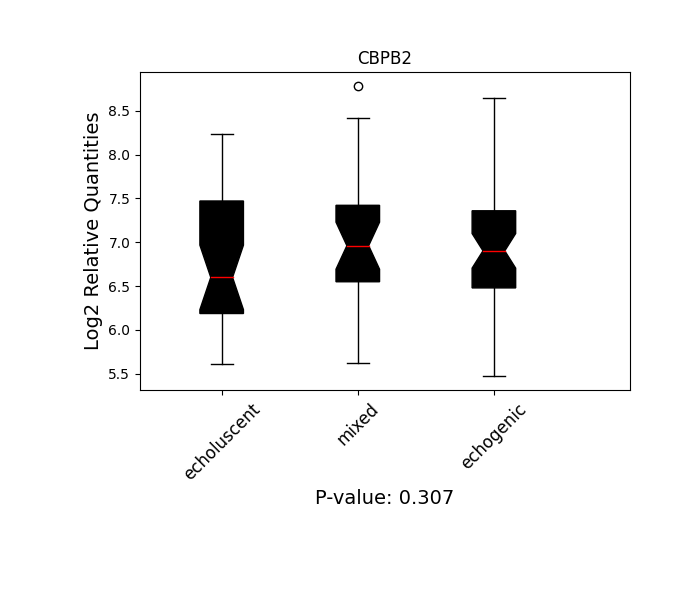 CBPB2
Log2 Relative Quantities
8.5
8.0
7.5
7.0
6.5
6.0
5.5
echoluscent
mixed
echogenic
P-value: 0.307